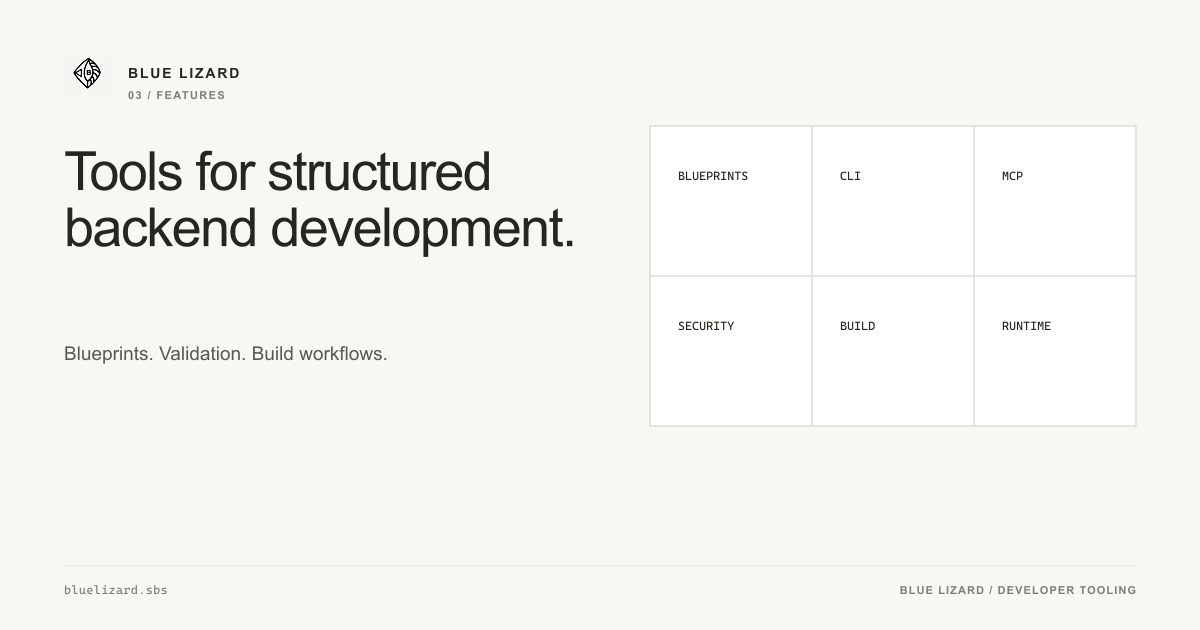 BLUE LIZARD
03 / FEATURES
Tools for structured
backend development.
Blueprints. Validation. Build workflows.
BLUEPRINTS
CLI
MCP
SECURITY
BUILD
RUNTIME
bluelizard.sbs
BLUE LIZARD / DEVELOPER TOOLING